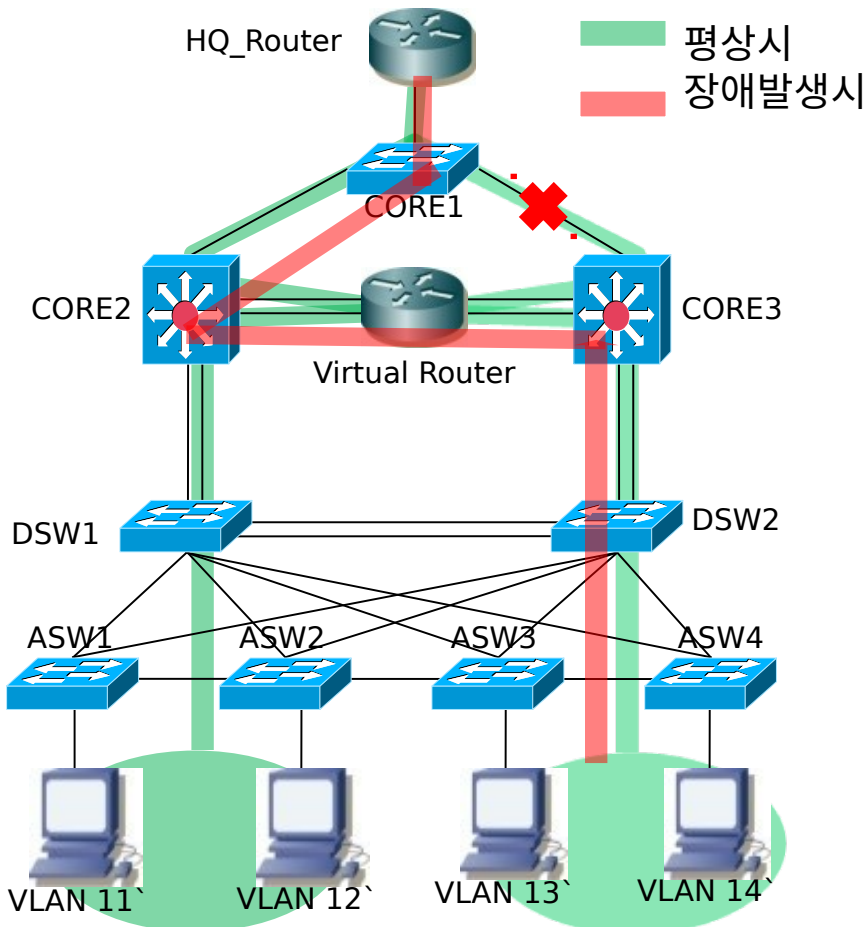 HQ_Router
평상시
장애발생시
CORE1
CORE2
CORE3
Virtual Router
DSW1
DSW2
ASW1
ASW2
ASW3
ASW4
VLAN 11`
VLAN 12`
VLAN 13`
VLAN 14`